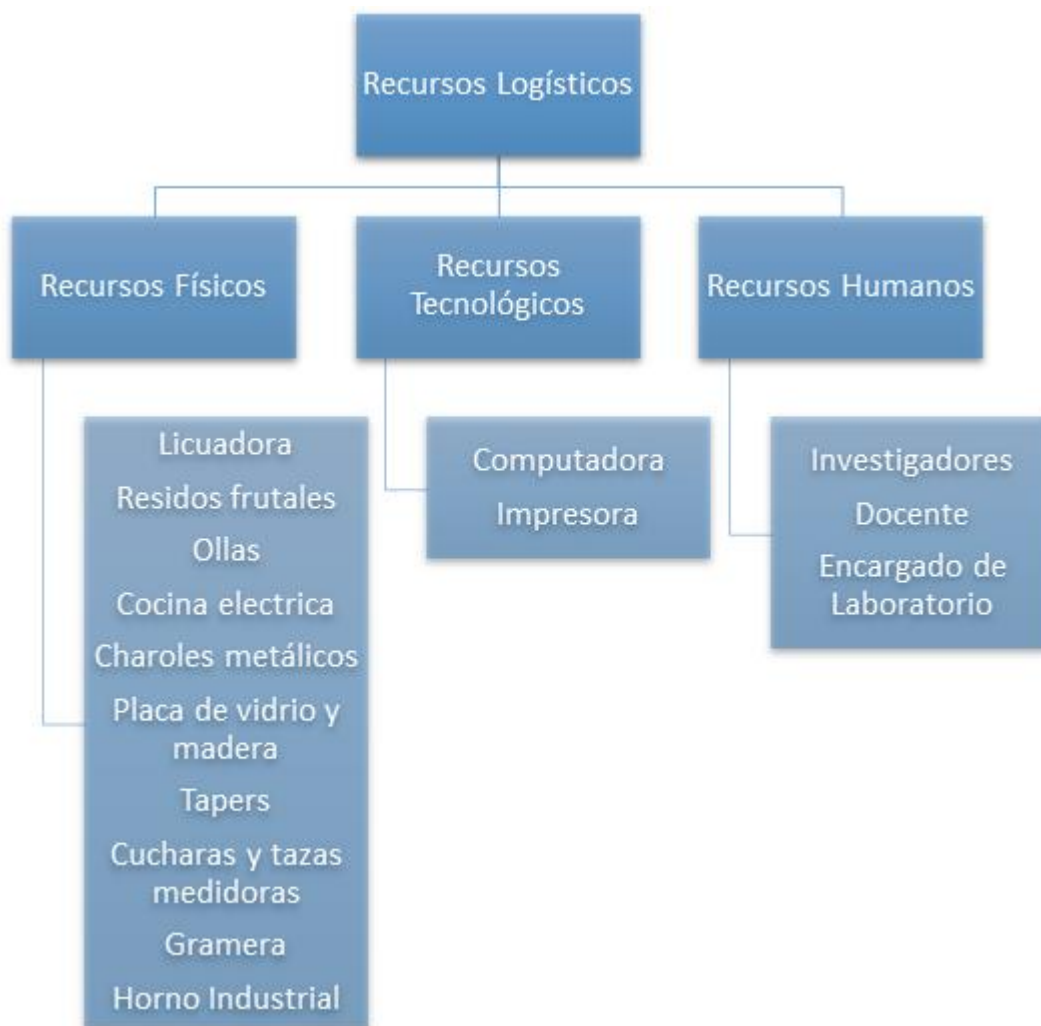 Recursos Logísticos
Recursos Físicos
Recursos
Tecnológicos
Recursos Humanos
Licuadora
Residos frutales
Ollas
Cocina electrica
Charoles metálicos
Placa de vidrio y
madera
Tapers
Cucharas y tazas
medidoras
Gramera
Horno Industrial
Computadora
Impresora
Investigadores
Docente
Encargado de
Laboratorio